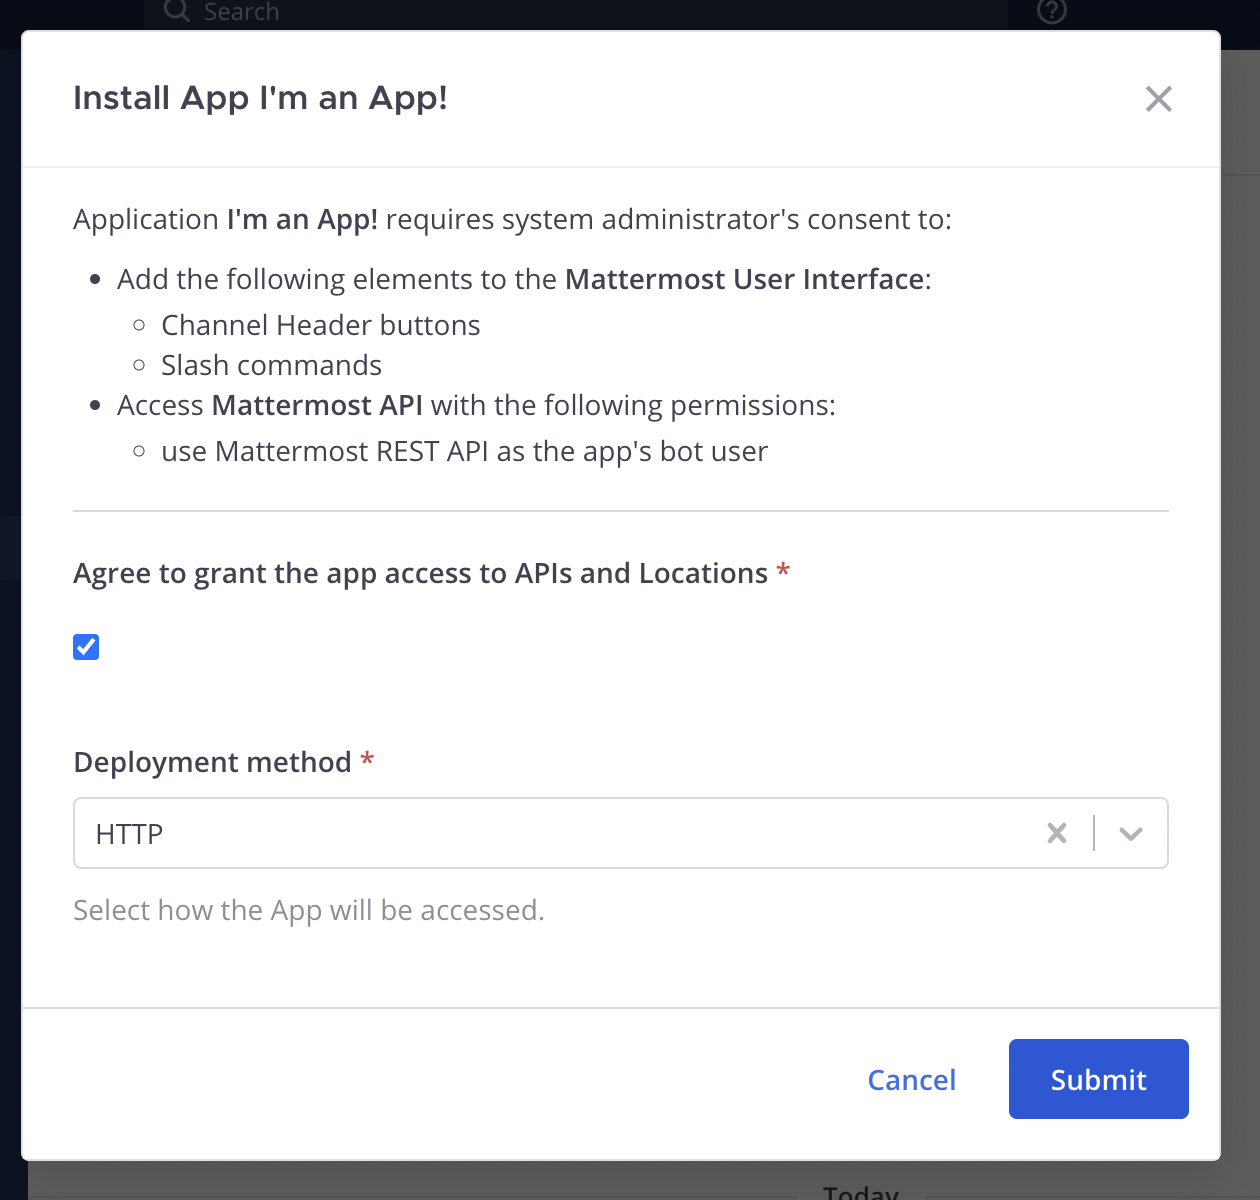 Search
Install App I'm an App!
Application I'm an App! requires system administrator's consent to:
Add the following elements to the Mattermost User Interface:
Channel Header buttons
Slash commands
Access Mattermost API with the following permissions:
use Mattermost REST API as the app's bot user
Agree to grant the app access to APIs and Locations *
Deployment method *
HTTP
Select how the App will be accessed.
Cancel
Submit
Today